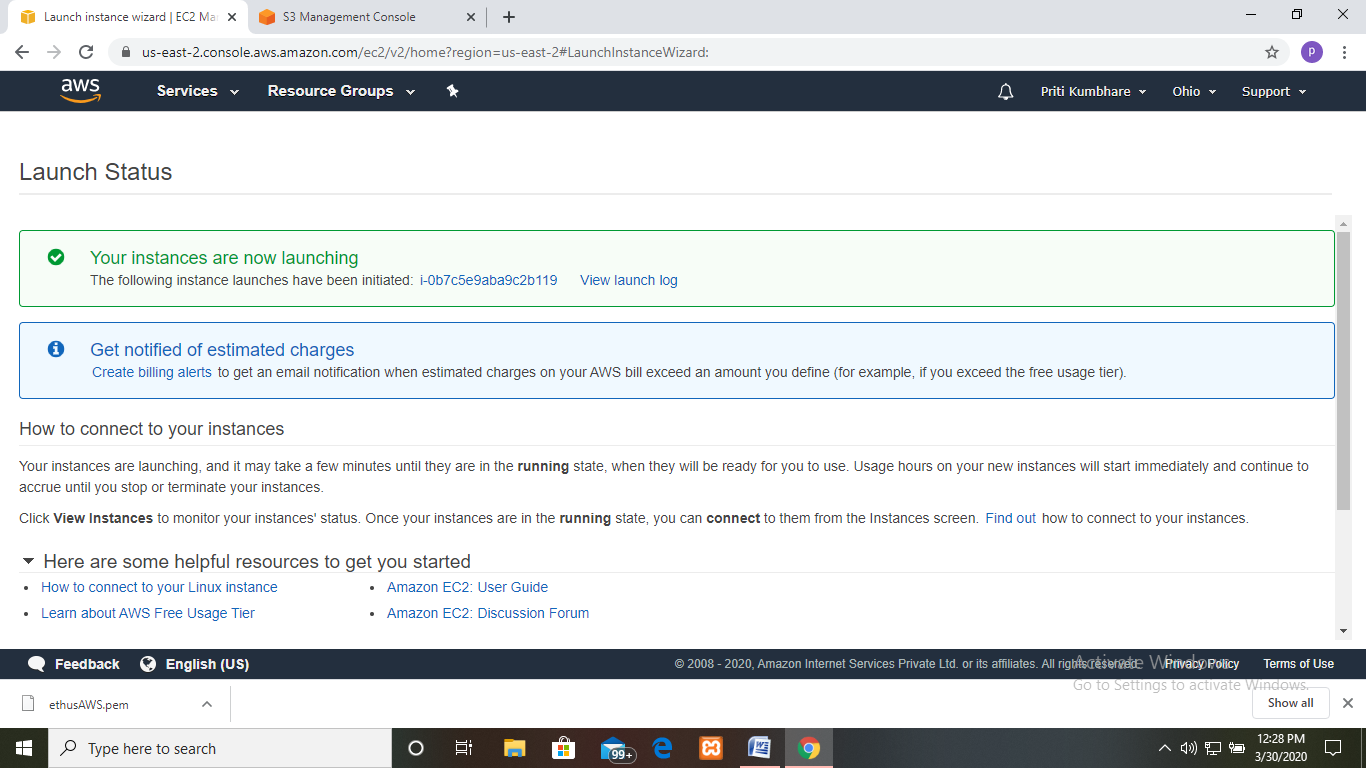 Launch instance wizard | EC2 Ma
S3 Management Console
us-east-2.console.aws.amazon.com/ec2/v2/home?region=us-east-2#LaunchInstanceWizard:
P
aws Services Resource Groups Priti Kumbhare Ohio Support
Launch Status
Your instances are now launching
The following instance launches have been initiated: i-0b7c5e9aba9c2b119 View launch log
Get notified of estimated charges
Create billing alerts to get an email notification when estimated charges on your AWS bill exceed an amount you define (for example, if you exceed the free usage tier).
How to connect to your instances
Your instances are launching, and it may take a few minutes until they are in the running state, when they will be ready for you to use. Usage hours on your new instances will start immediately and continue to
accrue until you stop or terminate your instances.
Click View Instances to monitor your instances' status. Once your instances are in the running state, you can connect to them from the Instances screen. Find out how to connect to your instances.
Here are some helpful resources to get you started
• How to connect to your Linux instance
• Amazon EC2: User Guide
• Learn about AWS Free Usage Tier
• Amazon EC2: Discussion Forum
Feedback English (US) © 2008 - 2020, Amazon Internet Services Private Ltd. or its affiliates. All rights reserved. Privacy Policy Terms of Use
Activate Windows
Go to Settings to activate Windows.
ethusAWS.pem
Show all
Type here to search
99+
12:28 PM
3/30/2020